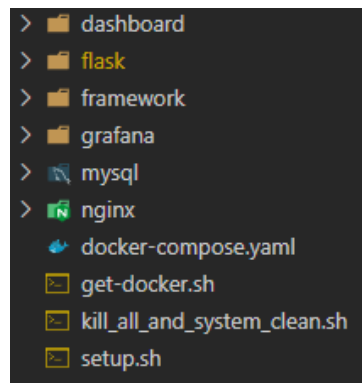 dashboard
flask
framework
grafana
mysql
nginx
docker-compose.yaml
get-docker.sh
kill_all_and_system_clean.sh
setup.sh